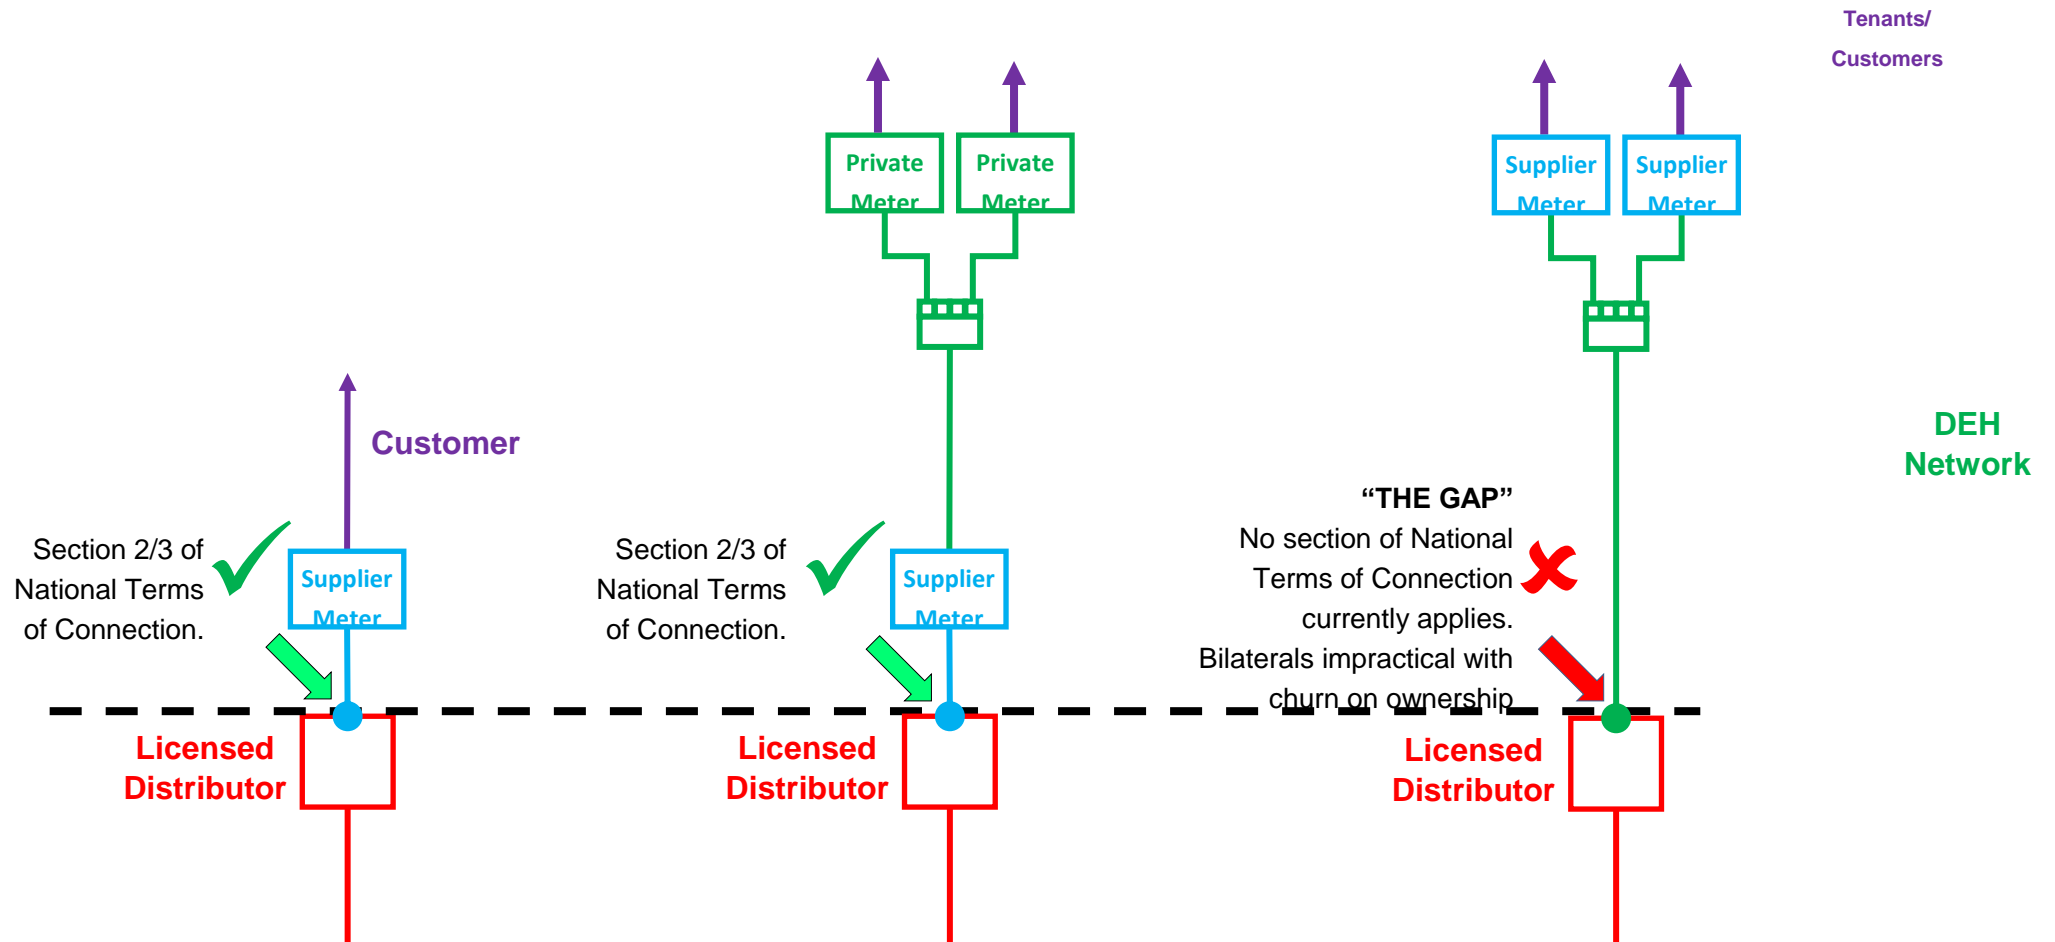 Tenants/
Customers
Private
Meter
Private
Meter
Supplier
Meter
Supplier
Meter
Customer
DEH
Network
Section 2/3 of
National Terms
of Connection.
Supplier
Meter
Section 2/3 of
National Terms
of Connection.
Supplier
Meter
“THE GAP”
No section of National
Terms of Connection
currently applies.
Bilaterals impractical with
churn on ownership
Licensed
Distributor
Licensed
Distributor
Licensed
Distributor